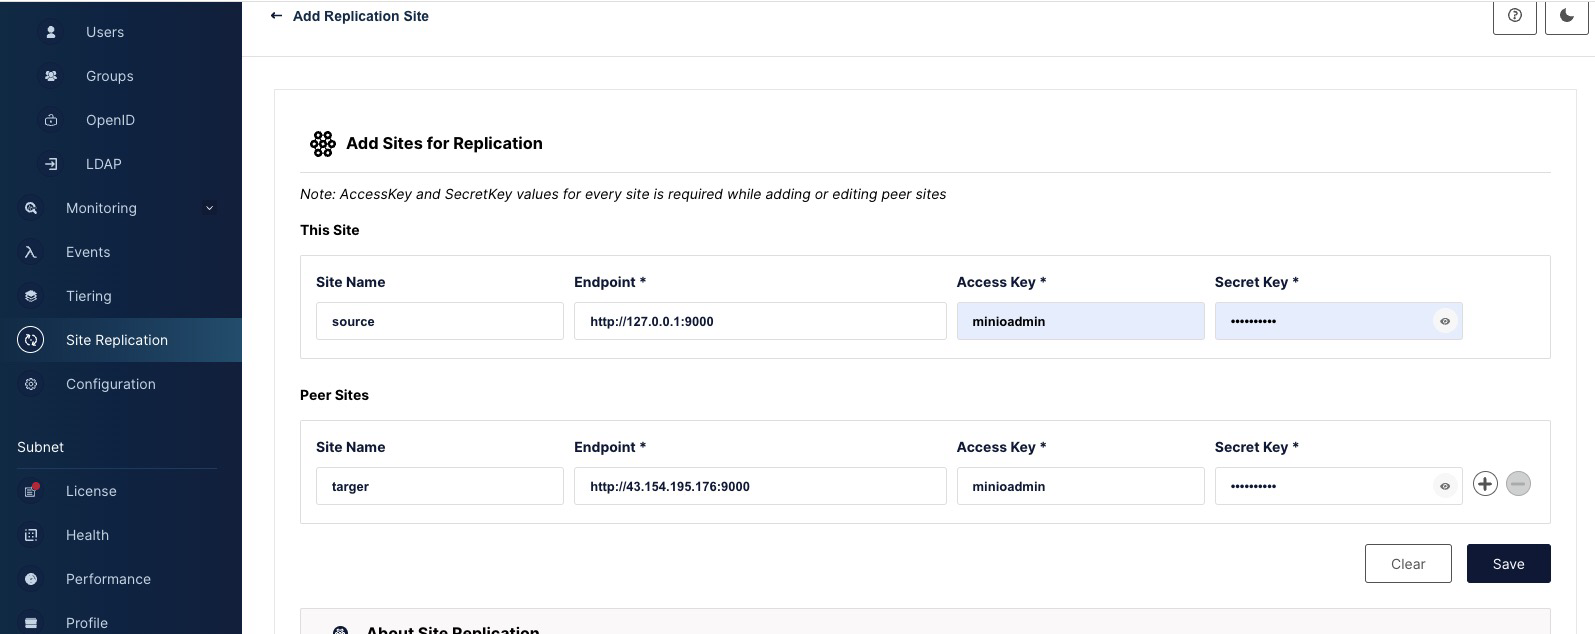 Add Replication Site
Users
Groups
OpenID
LDAP
Monitoring
Events
Tiering
Site Replication
Configuration
Subnet
License
Health
Performance
Profile
Add Sites for Replication
Note: AccessKey and SecretKey values for every site is required while adding or editing peer sites
This Site
Site Name Endpoint * Access Key * Secret Key *
source http://127.0.0.1:9000 minioadmin ••••••••••
Peer Sites
Site Name Endpoint * Access Key * Secret Key *
targer http://43.154.195.176:9000 minioadmin ••••••••••
Clear Save
About Site Replication